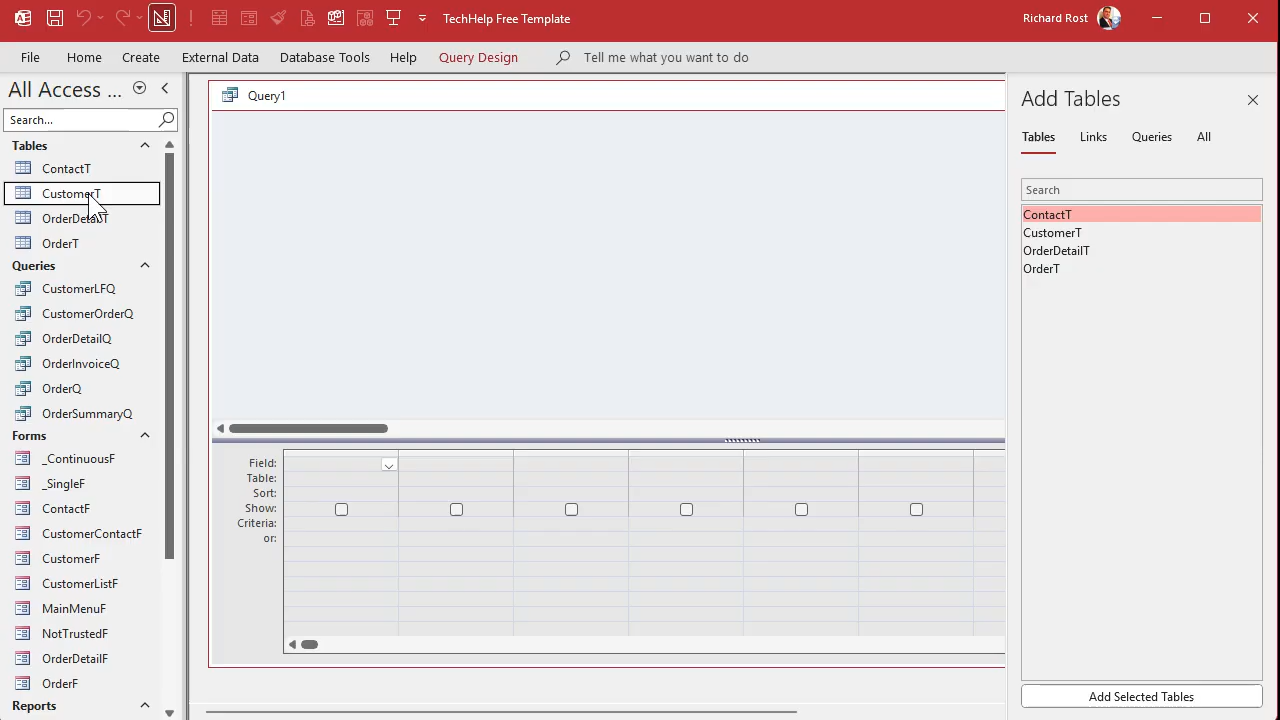 TechHelp Free Template
Richard Rost
File Home Create External Data Database Tools Help Query Design Tell me what you want to do
All Access ...
Search...
Tables
ContactT
CustomerT
OrderDetailT
OrderT
Queries
CustomerLFQ
CustomerOrderQ
OrderDetailQ
OrderInvoiceQ
OrderQ
OrderSummaryQ
Forms
_ContinuousF
_SingleF
ContactF
CustomerContactF
CustomerF
CustomerListF
MainMenuF
NotTrustedF
OrderDetailF
OrderF
Reports
Query1
Field:
Table:
Sort:
Show:
Criteria:
or:
Add Tables
Tables Links Queries All
Search
ContactT
CustomerT
OrderDetailT
OrderT
Add Selected Tables